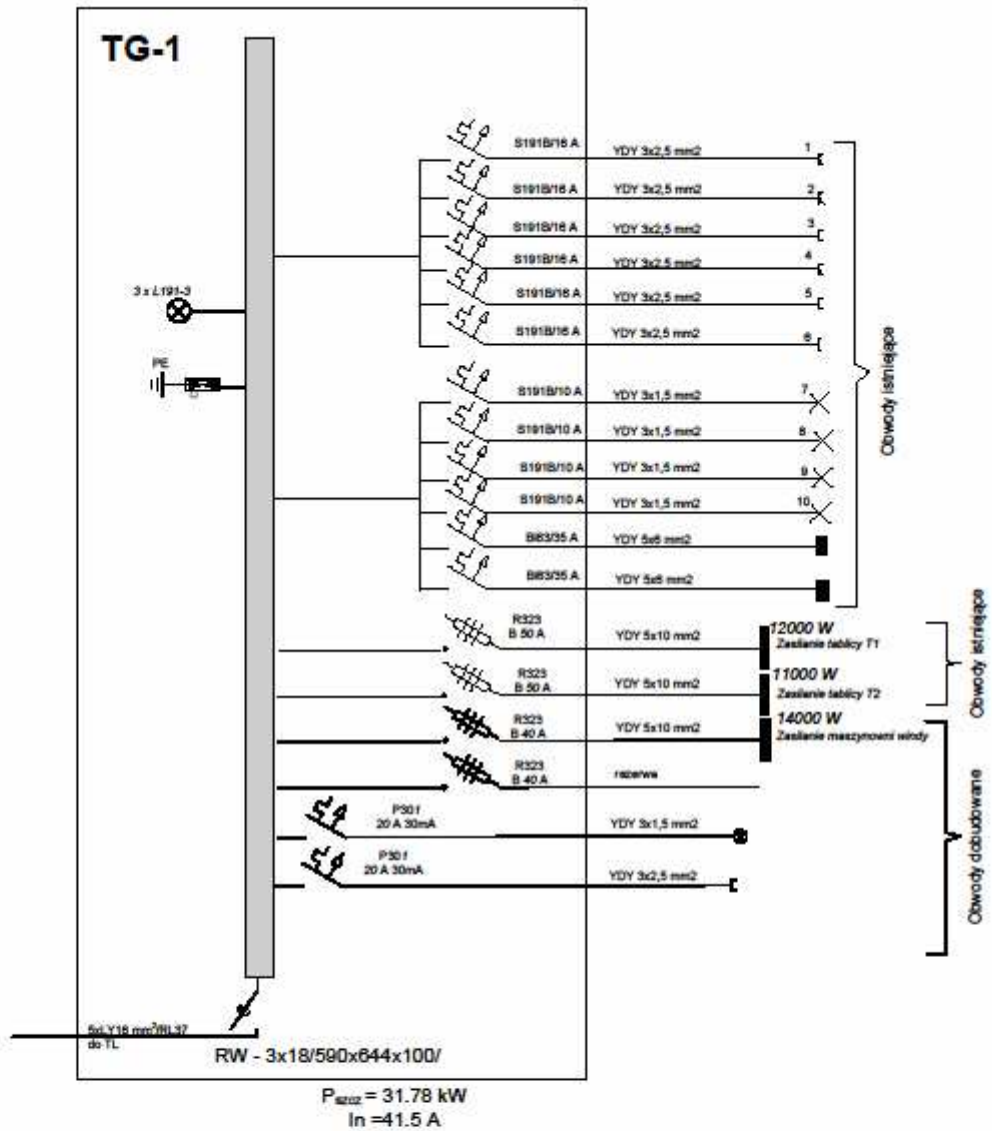 TG-1
S191B/16 A YDY 3x2,5 mm2 1
S191B/16 A YDY 3x2,5 mm2 2
S191B/16 A YDY 3x2,5 mm2 3
S191B/16 A YDY 3x2,5 mm2 4
S191B/16 A YDY 3x2,5 mm2 5
S191B/16 A YDY 3x2,5 mm2 6
3 x L191-3
PE
S191B/10 A YDY 3x1,5 mm2 7
S191B/10 A YDY 3x1,5 mm2 8
S191B/10 A YDY 3x1,5 mm2 9
S191B/10 A YDY 3x1,5 mm2 10
Bi63/35 A YDY 5x6 mm2
Bi63/35 A YDY 5x6 mm2
Obwody istniejące
R323
B 50 A YDY 5x10 mm2
12000 W
Zasilanie tablicy T1
R323
B 50 A YDY 5x10 mm2
11000 W
Zasilanie tablicy T2
Obwody istniejące
R323
B 40 A YDY 5x10 mm2
14000 W
Zasilanie maszynowni windy
R323
B 40 A rezerwa
P301
20 A 30mA YDY 3x1,5 mm2
P301
20 A 30mA YDY 3x2,5 mm2
Obwody dobudowane
5xLY16 mm²/RL37
do TL
RW - 3x18/590x644x100/
Pszcz = 31.78 kW
In =41.5 A